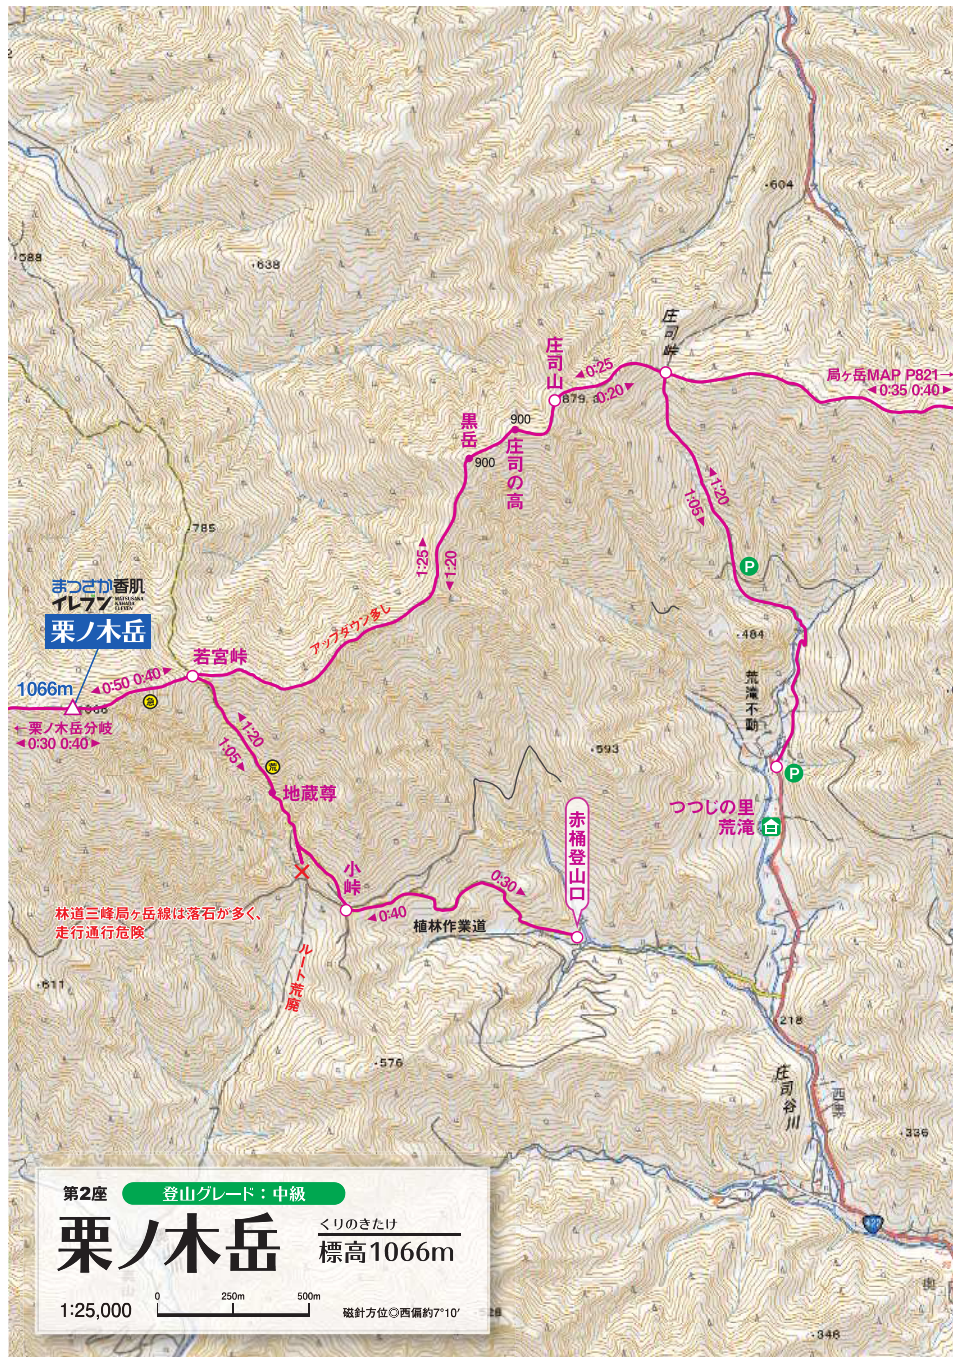 ・604
・588
・638
庄司峠
庄司山
◀0:25
0:20▶
局ヶ岳MAP P821→
◀0:35 0:40▶
879.
黒岳
900
900
庄司の高
◀1:20
1:05▶
・785
1:25▶
◀1:20
P
まつさか香肌
イレブン
MATSUSAKA
KAHADA
ELEVEN
栗ノ木岳
アップダウン多し
・484
若宮峠
荒滝不動
1066m
◀0:50 0:40▶
急
←栗ノ木岳分岐
◀0:30 0:40▶
◀1:20
1:05▶
・593
荒
P
地蔵尊
つつじの里
荒滝
赤桶登山口
小峠
0:30▶
◀0:40
植林作業道
林道三峰局ヶ岳線は落石が多く、
走行通行危険
ルート荒廃
・611
・218
・576
庄司谷川
・336
第2座
登山グレード：中級
栗ノ木岳
くりのきたけ
標高1066m
422
1:25,000
0
250m
500m
磁針方位◎西偏約7°10′
・346